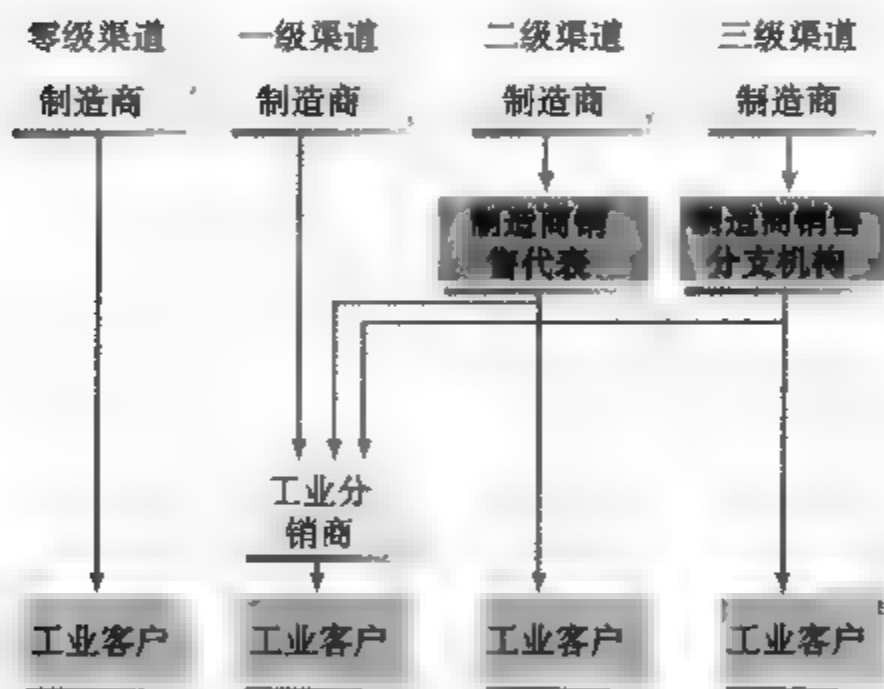 零级渠道 一级渠道 二级渠道 三级渠道
制造商 制造商 制造商 制造商
制造商销 制造商销售
售代表 分支机构
工业分
销商
工业客户 工业客户 工业客户 工业客户